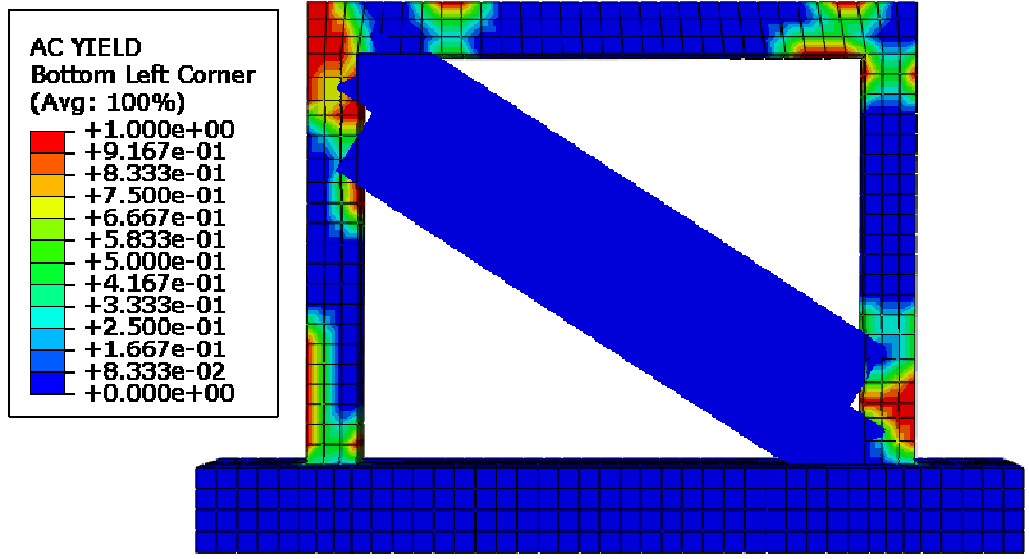 AC YIELD
Bottom Left Corner
(Avg: 100%)
+1.000e+00
+9.167e-01
+8.333e-01
+7.500e-01
+6.667e-01
+5.833e-01
+5.000e-01
+4.167e-01
+3.333e-01
+2.500e-01
+1.667e-01
+8.333e-02
+0.000e+00